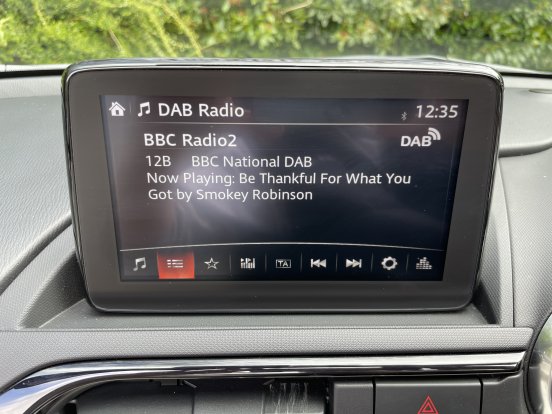 DAB Radio 12:35
BBC Radio2 DAB
12B BBC National DAB
Now Playing: Be Thankful For What You
Got by Smokey Robinson
TA